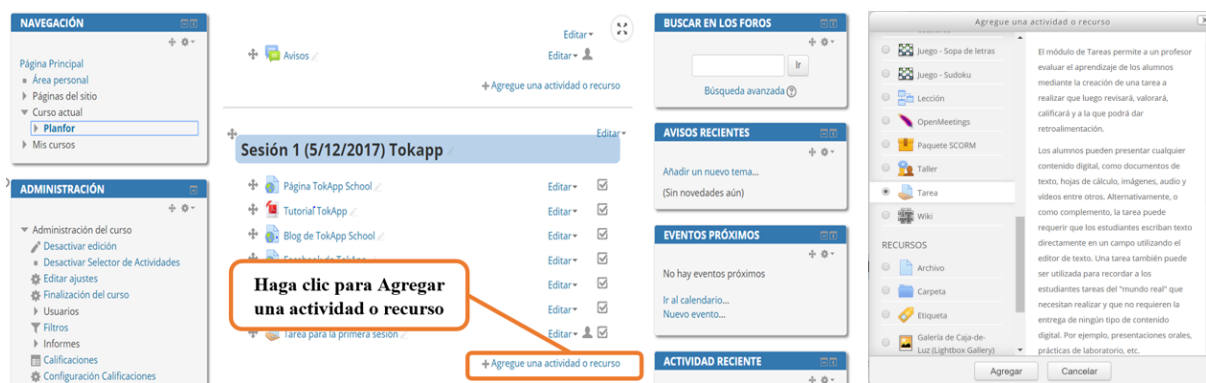 NAVEGACIÓN
Página Principal
Área personal
Páginas del sitio
Curso actual
Planfor
Mis cursos
ADMINISTRACIÓN
Administración del curso
Desactivar edición
Desactivar Selector de Actividades
Editar ajustes
Finalización del curso
Usuarios
Filtros
Informes
Calificaciones
Configuración Calificaciones
Editar
Avisos
Editar
Agregue una actividad o recurso
Editar
Sesión 1 (5/12/2017) Tokapp
Página TokApp School
Editar
Tutorial TokApp
Editar
Blog de TokApp School
Editar
Editar
Haga clic para Agregar
una actividad o recurso
Editar
Editar
Tarea para la primera sesión
Editar
Agregue una actividad o recurso
BUSCAR EN LOS FOROS
Ir
Búsqueda avanzada
AVISOS RECIENTES
Añadir un nuevo tema...
(Sin novedades aún)
EVENTOS PRÓXIMOS
No hay eventos próximos
Ir al calendario...
Nuevo evento...
ACTIVIDAD RECIENTE
Agregue una actividad o recurso
Juego - Sopa de letras
Juego - Sudoku
Lección
OpenMeetings
Paquete SCORM
Taller
Tarea
Wiki
RECURSOS
Archivo
Carpeta
Etiqueta
Galería de Caja-de-
Luz (Lightbox Gallery)
El módulo de Tareas permite a un profesor
evaluar el aprendizaje de los alumnos
mediante la creación de una tarea a
realizar que luego revisará, valorará,
calificará y a la que podrá dar
retroalimentación.
Los alumnos pueden presentar cualquier
contenido digital, como documentos de
texto, hojas de cálculo, imágenes, audio y
vídeos entre otros. Alternativamente, o
como complemento, la tarea puede
requerir que los estudiantes escriban texto
directamente en un campo utilizando el
editor de texto. Una tarea también puede
ser utilizada para recordar a los
estudiantes tareas del "mundo real" que
necesitan realizar y que no requieren la
entrega de ningún tipo de contenido
digital. Por ejemplo, presentaciones orales,
prácticas de laboratorio, etc.
Agregar
Cancelar